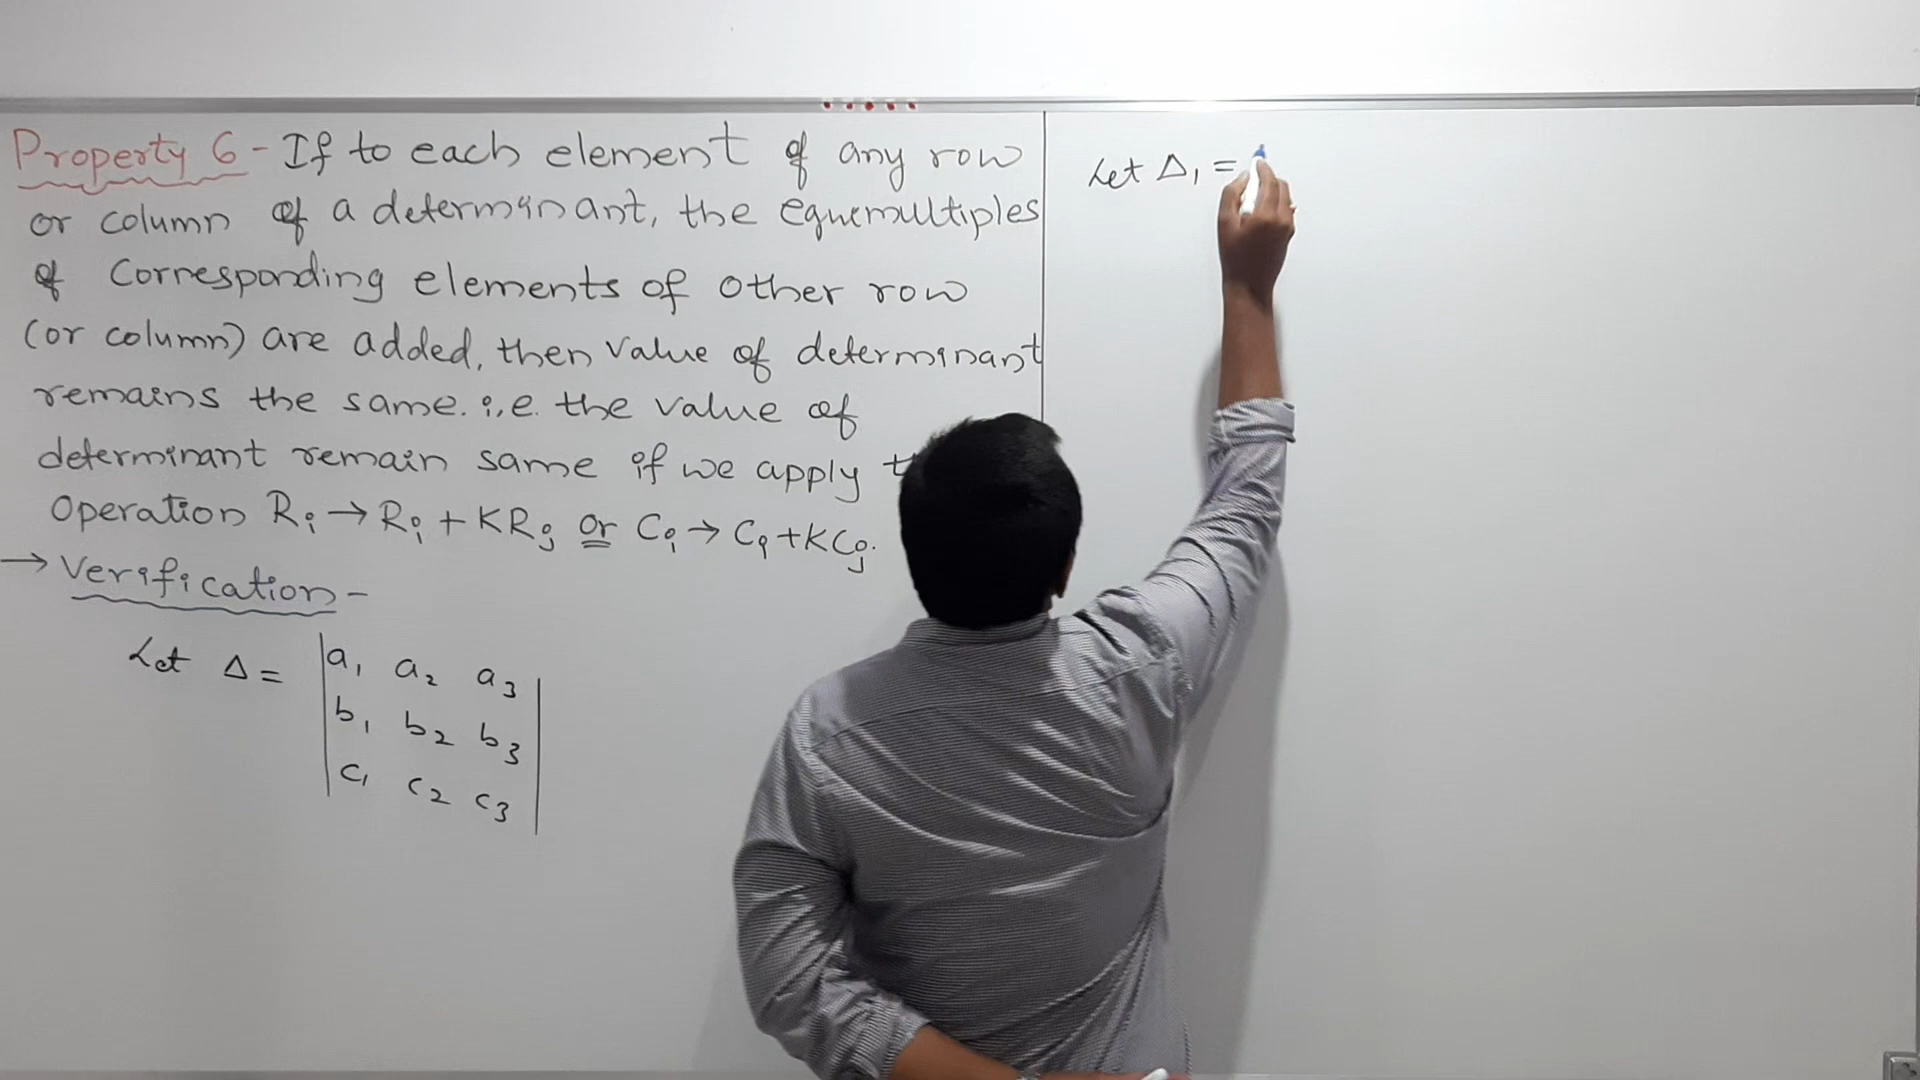 Property 6 - If to each element of any row
or column of a determinant, the equemultiples
of corresponding elements of other row
(or column) are added, then value of determinant
remains the same. i.e. the value of
determinant remain same if we apply
operation Ri → Ri + KRj or Ci → Ci + KCj.
→ Verification -
Let Δ = | a1 a2 a3 |
| b1 b2 b3 |
| c1 c2 c3 |
Let Δ1 =